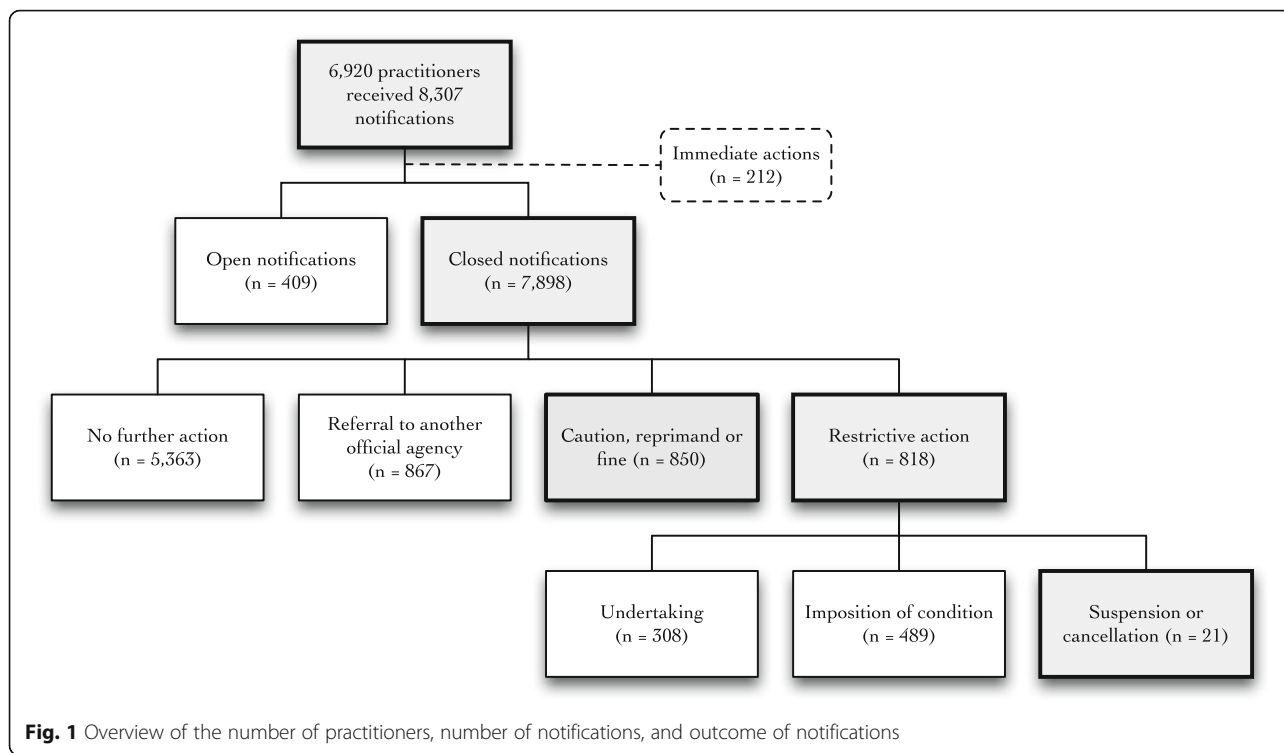 6,920 practitioners
received 8,307
notifications
Immediate actions
(n = 212)
Open notifications
(n = 409)
Closed notifications
(n = 7,898)
No further action
(n = 5,363)
Referral to another
official agency
(n = 867)
Caution, reprimand or
fine (n = 850)
Restrictive action
(n = 818)
Undertaking
(n = 308)
Imposition of condition
(n = 489)
Suspension or
cancellation (n = 21)
Fig. 1 Overview of the number of practitioners, number of notifications, and outcome of notifications